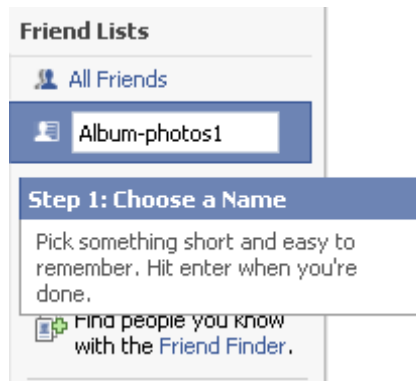 Friend Lists
All Friends
Album-photos1
Step 1: Choose a Name
Pick something short and easy to
remember. Hit enter when you're
done.
Find people you know
with the Friend Finder.